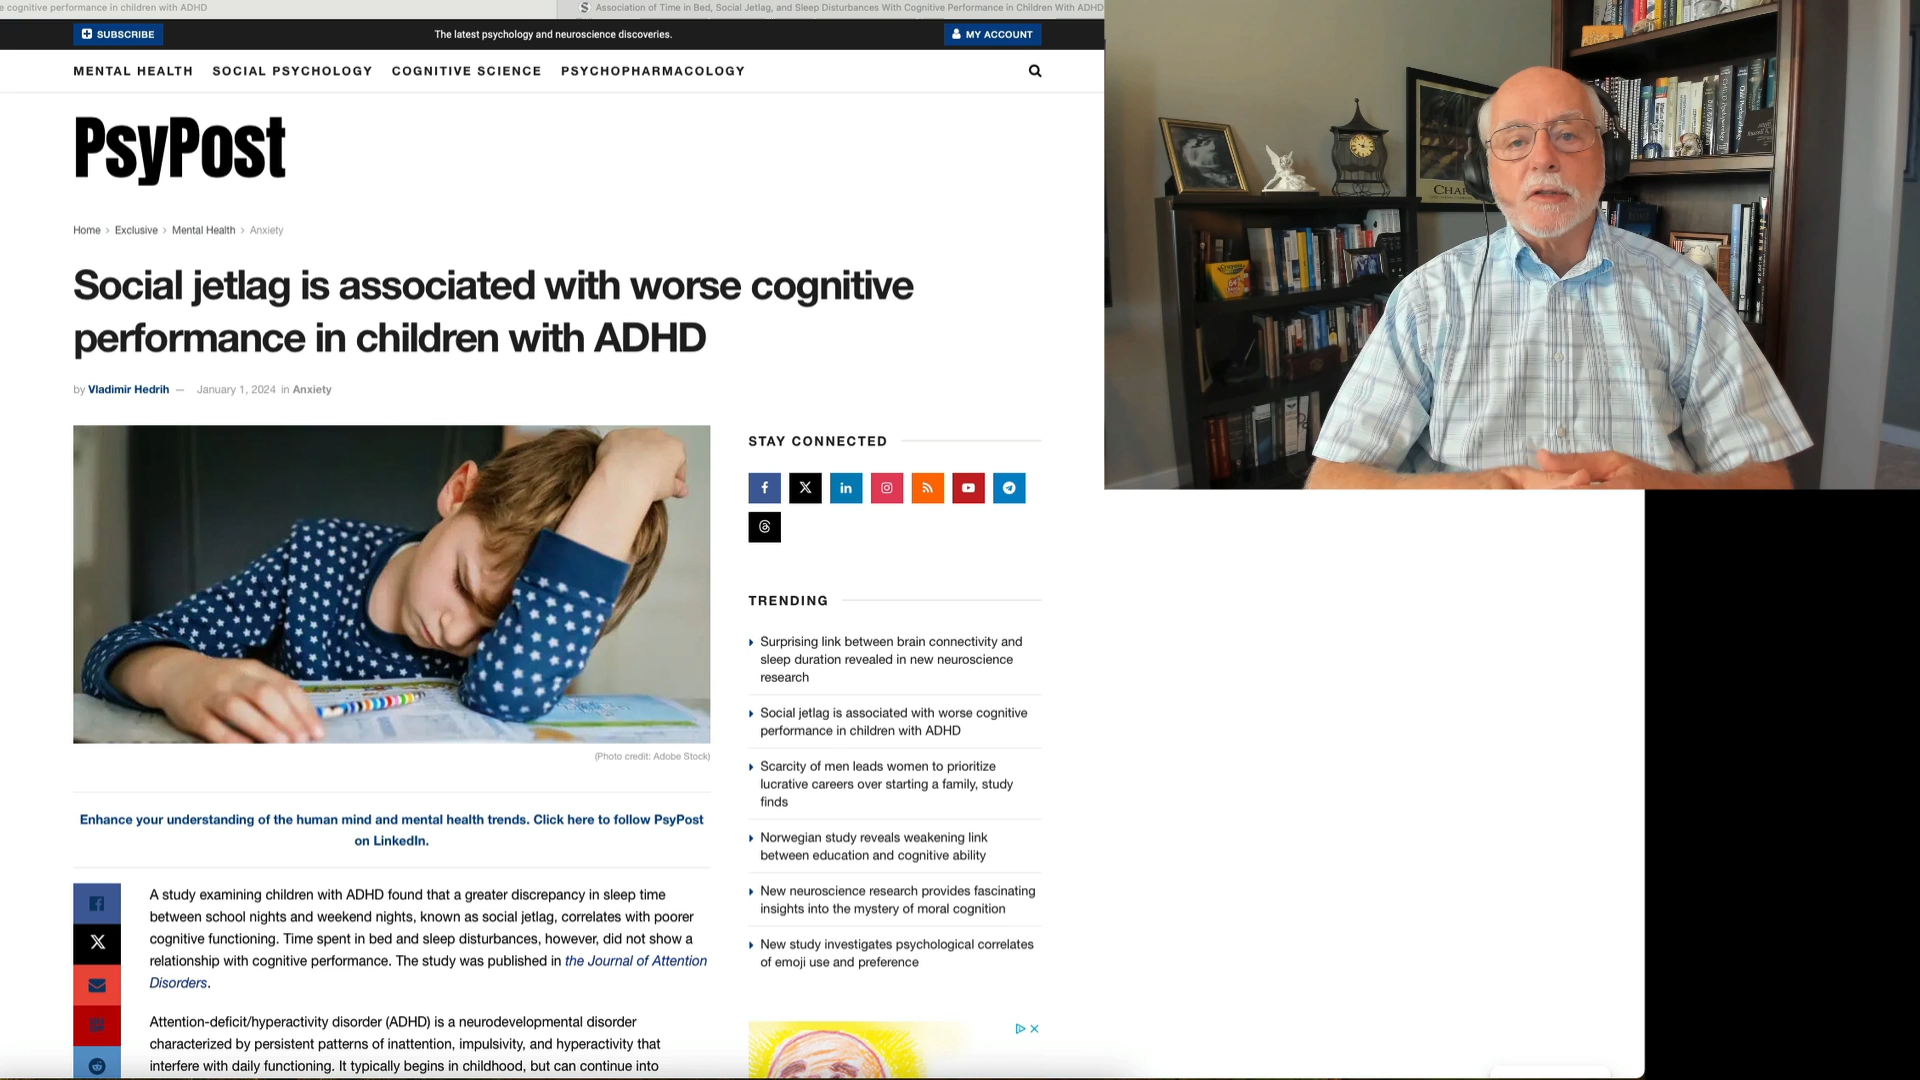 e cognitive performance in children with ADHD
Association of Time in Bed, Social Jetlag, and Sleep Disturbances With Cognitive Performance in Children With ADHD
SUBSCRIBE
The latest psychology and neuroscience discoveries.
MY ACCOUNT
MENTAL HEALTH SOCIAL PSYCHOLOGY COGNITIVE SCIENCE PSYCHOPHARMACOLOGY
PsyPost
Home › Exclusive › Mental Health › Anxiety
Social jetlag is associated with worse cognitive
performance in children with ADHD
by Vladimir Hedrih — January 1, 2024 in Anxiety
(Photo credit: Adobe Stock)
Enhance your understanding of the human mind and mental health trends. Click here to follow PsyPost
on LinkedIn.
A study examining children with ADHD found that a greater discrepancy in sleep time
between school nights and weekend nights, known as social jetlag, correlates with poorer
cognitive functioning. Time spent in bed and sleep disturbances, however, did not show a
relationship with cognitive performance. The study was published in the Journal of Attention
Disorders.
Attention-deficit/hyperactivity disorder (ADHD) is a neurodevelopmental disorder
characterized by persistent patterns of inattention, impulsivity, and hyperactivity that
interfere with daily functioning. It typically begins in childhood, but can continue into
STAY CONNECTED
TRENDING
Surprising link between brain connectivity and
sleep duration revealed in new neuroscience
research
Social jetlag is associated with worse cognitive
performance in children with ADHD
Scarcity of men leads women to prioritize
lucrative careers over starting a family, study
finds
Norwegian study reveals weakening link
between education and cognitive ability
New neuroscience research provides fascinating
insights into the mystery of moral cognition
New study investigates psychological correlates
of emoji use and preference